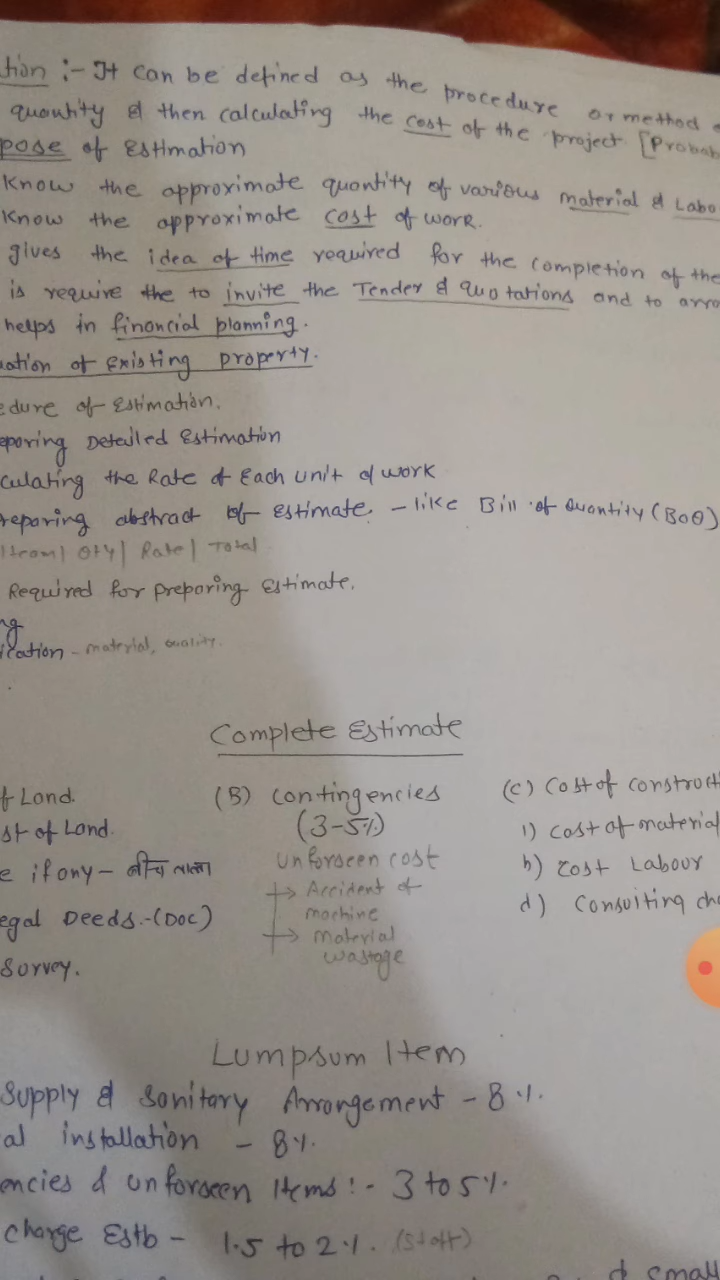 tion :- It can be defined as the procedure or method o
quantity & then calculating the cost of the project [Probab
pose of Estimation
Know the approximate quantity of various material & Labo
Know the approximate cost of work.
gives the idea of time required for the completion of the
is require the to invite the Tender & Quotations and to arra
helps in financial planning.
uation of existing property.
edure of Estimation.
eparing Detailed Estimation
culating the Rate of Each unit of work
reparing abstract of Estimate - like Bill of Quantity (BOQ)
Iteam | Qty | Rate | Total
Required for preparing Estimate.
ng
ication - material, quality.
Complete Estimate
f Land.
(B) Contingencies
(C) Cost of constructi
(3-5%)
st of Land.
1) Cost of material
e if any - बीच वाला
Unforseen cost
b) Cost Labour
→ Accident of
machine
egal Deeds.-(Doc)
d) Consulting cha
→ material
wastage
Survey.
Lumpsum Item
Supply & Sanitary Arrangement - 8%.
al installation - 8%.
encies & unforseen Items :- 3 to 5%.
charge Estb - 1.5 to 2%. (Staff)
d small